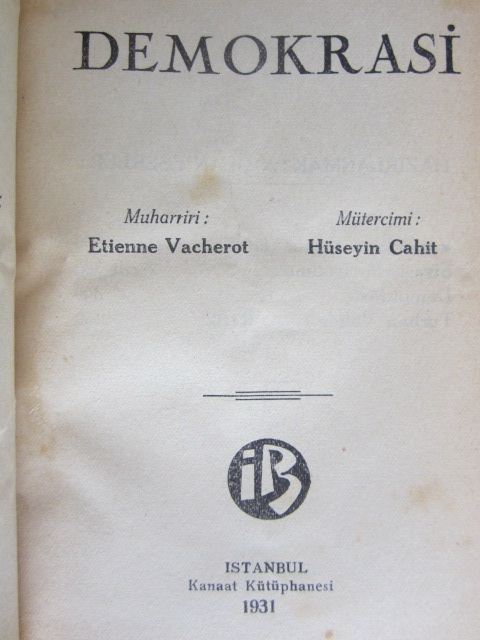 DEMOKRASİ
Muharriri :
Etienne Vacherot
Mütercimi :
Hüseyin Cahit
İB
ISTANBUL
Kanaat Kütüphanesi
1931